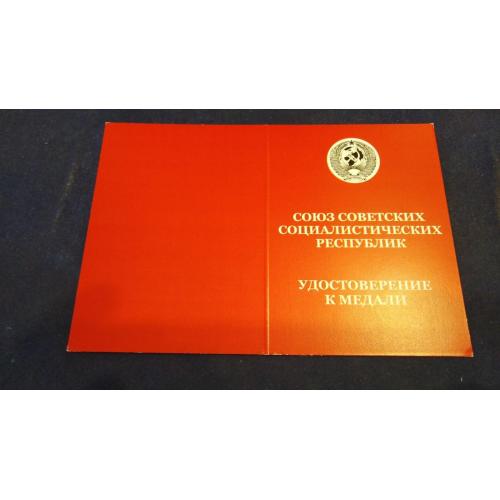 СОЮЗ СОВЕТСКИХ
СОЦИАЛИСТИЧЕСКИХ
РЕСПУБЛИК
УДОСТОВЕРЕНИЕ
К МЕДАЛИ